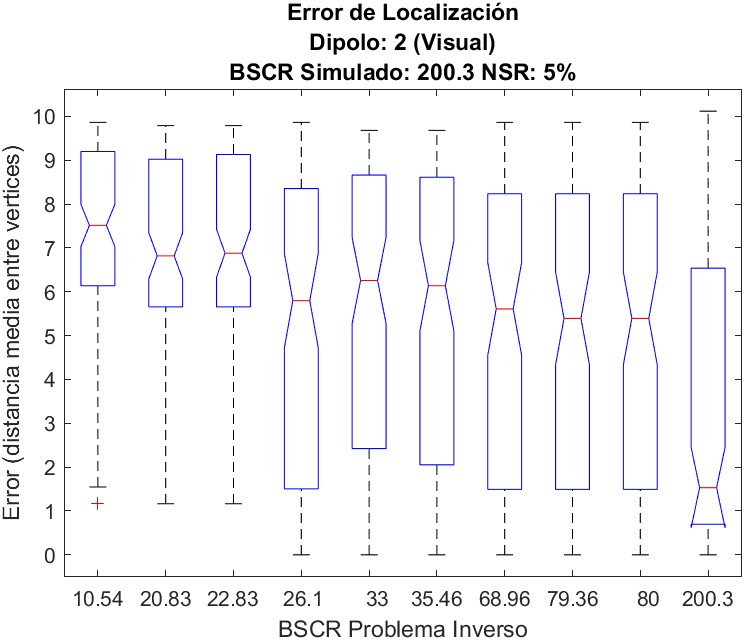 Error de Localización
Dipolo: 2 (Visual)
BSCR Simulado: 200.3 NSR: 5%
Error (distancia media entre vertices)
10
9
8
7
6
5
4
3
2
1
0
10.54 20.83 22.83 26.1 33 35.46 68.96 79.36 80 200.3
BSCR Problema Inverso